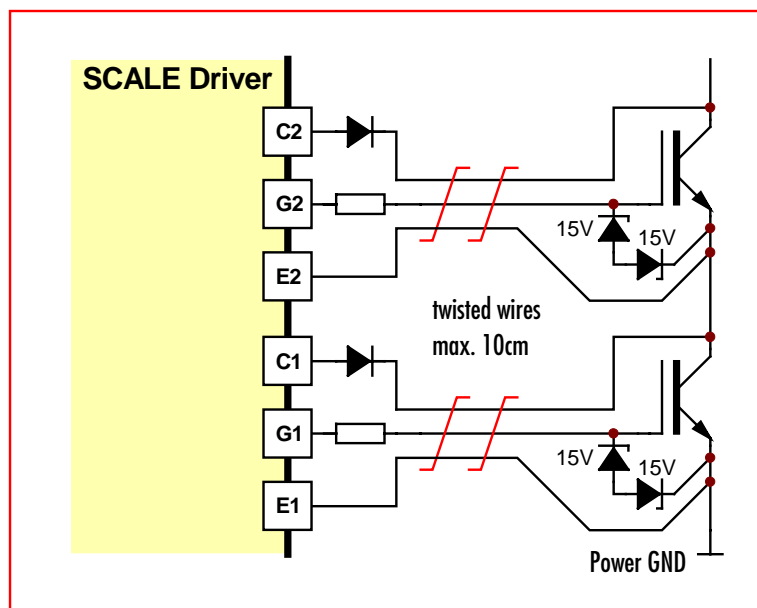 SCALE Driver
C2
G2
15V
15V
E2
twisted wires
max. 10cm
C1
G1
15V
15V
E1
Power GND